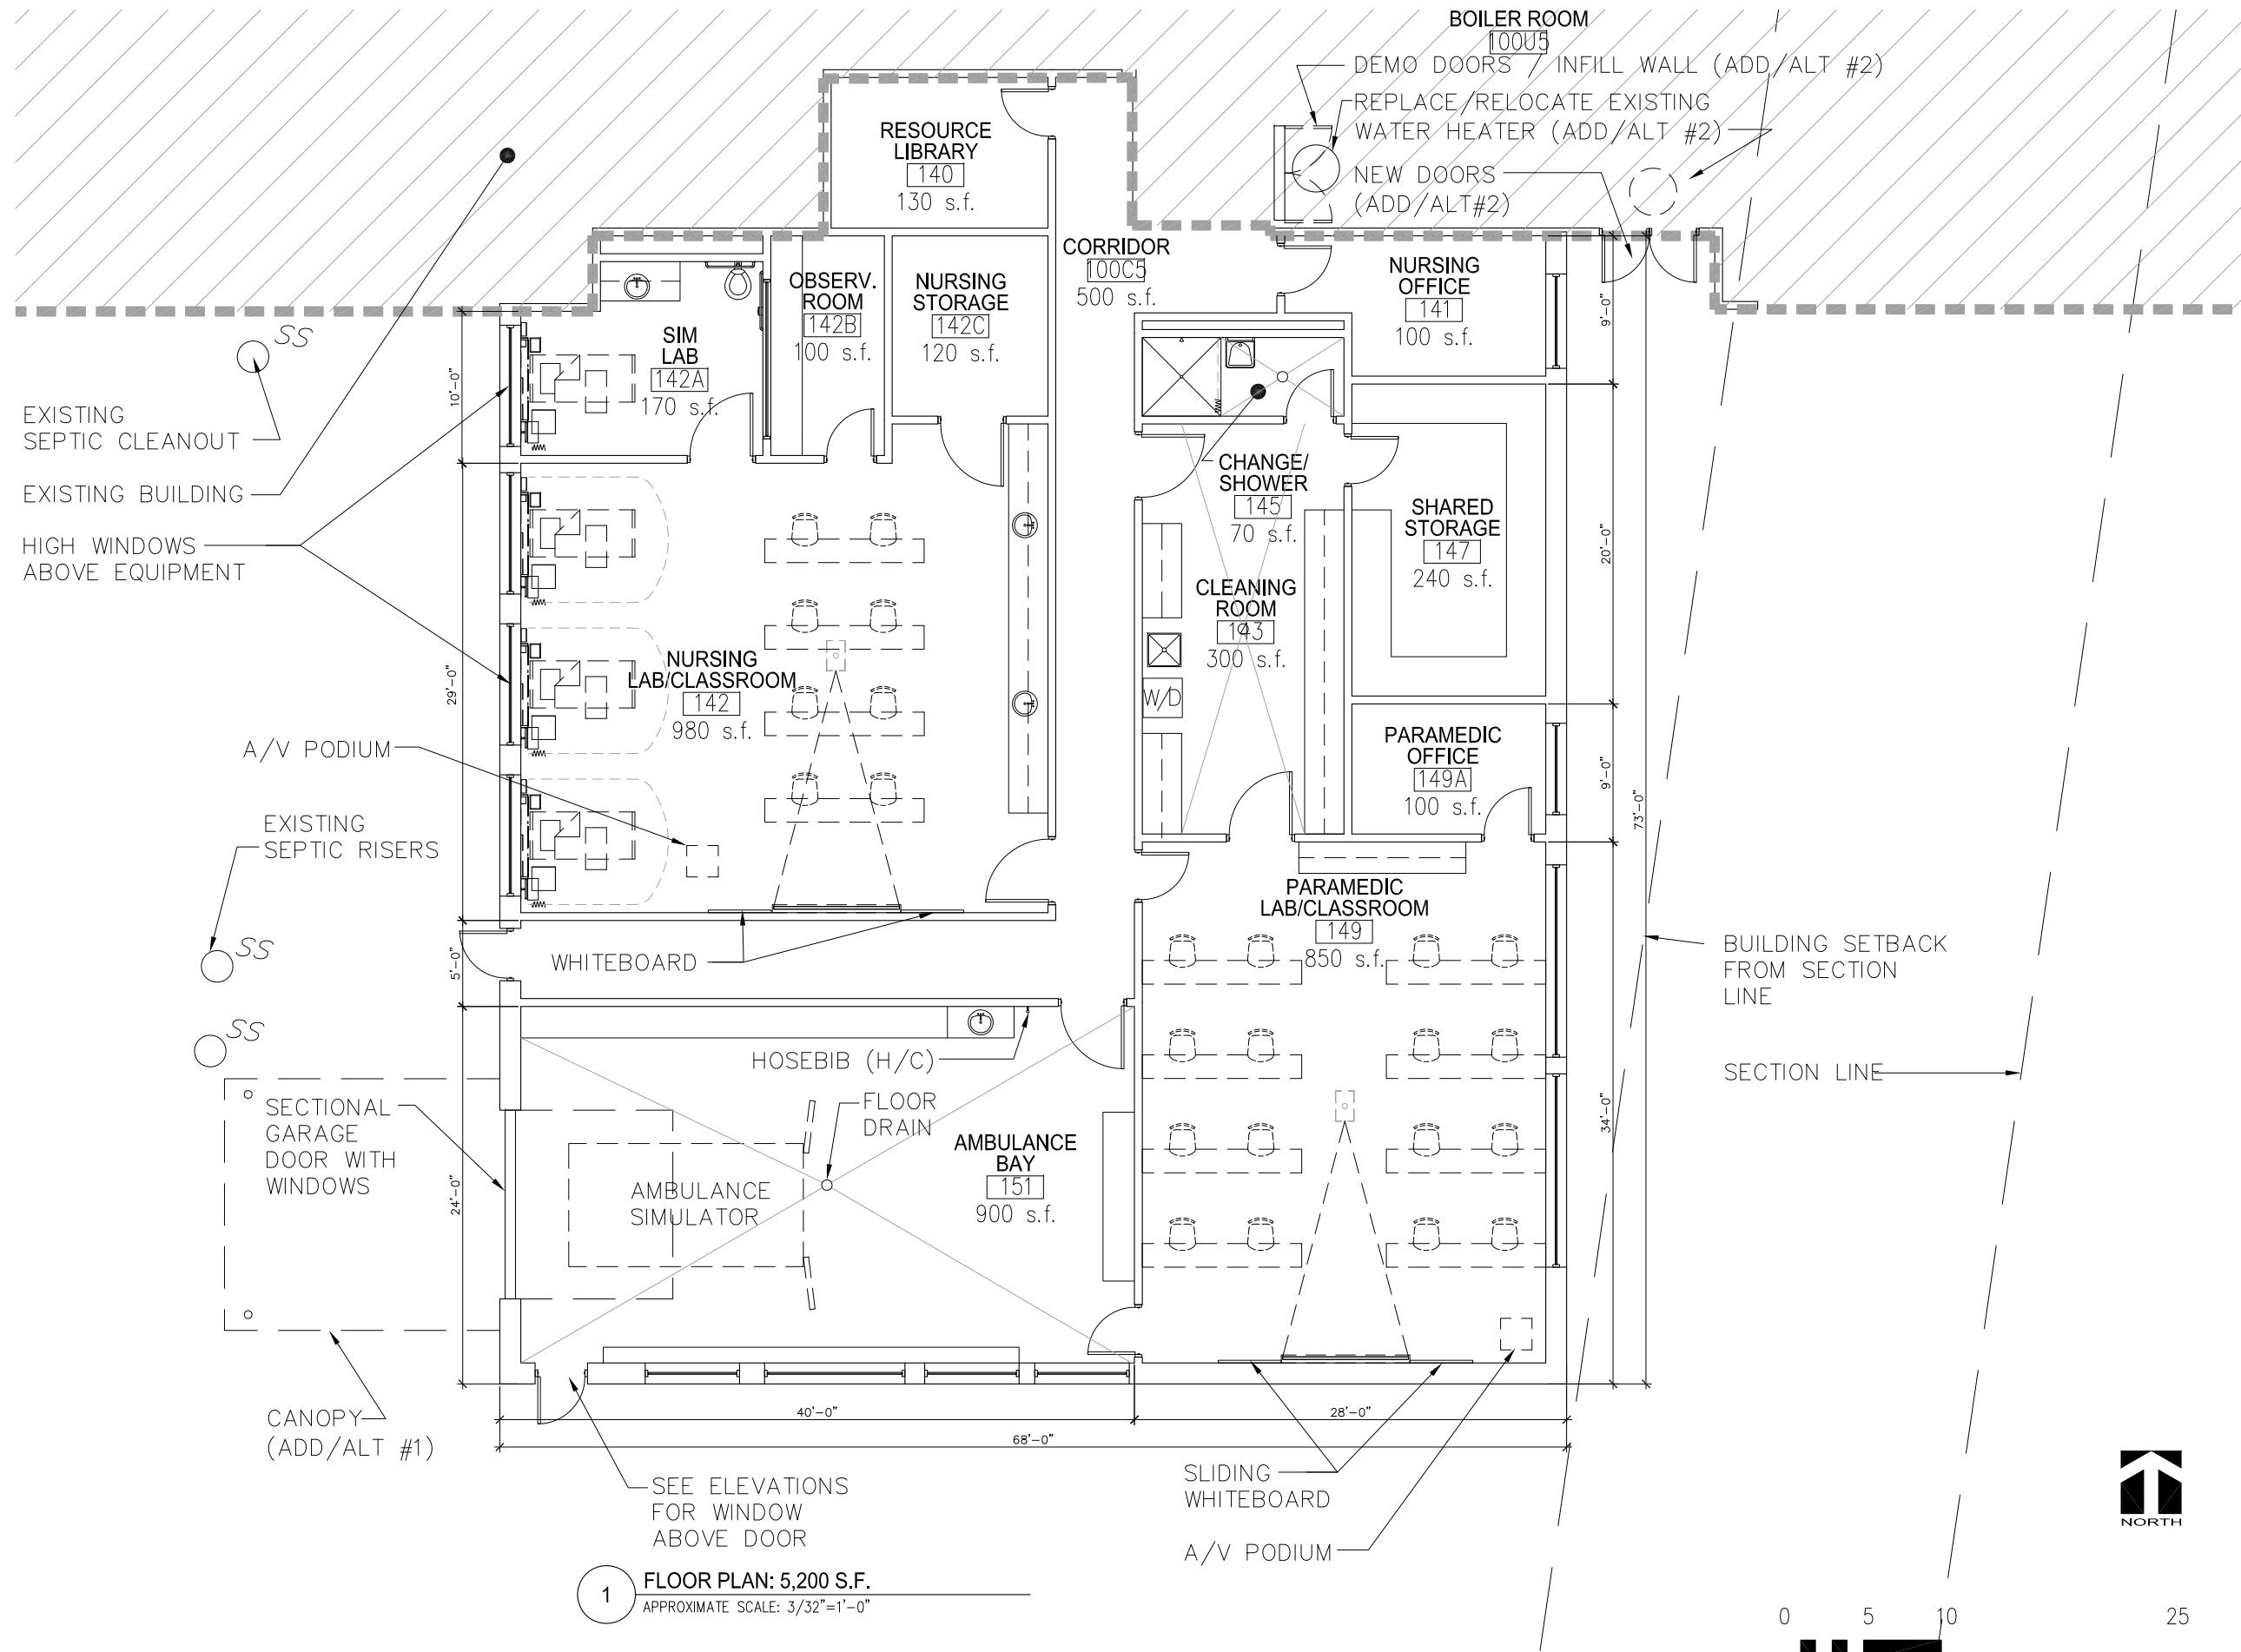 BOILER ROOM
100U5
DEMO DOORS / INFILL WALL (ADD/ALT #2)
REPLACE/RELOCATE EXISTING
WATER HEATER (ADD/ALT #2)
NEW DOORS
(ADD/ALT#2)
RESOURCE
LIBRARY
140
130 s.f.
CORRIDOR
100C5
500 s.f.
NURSING
OFFICE
141
100 s.f.
OBSERV.
ROOM
142B
100 s.f.
NURSING
STORAGE
142C
120 s.f.
SIM
LAB
142A
170 s.f.
SS
EXISTING
SEPTIC CLEANOUT
EXISTING BUILDING
HIGH WINDOWS
ABOVE EQUIPMENT
10'-0"
9'-0"
CHANGE/
SHOWER
145
70 s.f.
SHARED
STORAGE
147
240 s.f.
20'-0"
CLEANING
ROOM
143
300 s.f.
W/D
NURSING
LAB/CLASSROOM
142
980 s.f.
29'-0"
A/V PODIUM
PARAMEDIC
OFFICE
149A
100 s.f.
9'-0"
73'-0"
EXISTING
SEPTIC RISERS
SS
SS
PARAMEDIC
LAB/CLASSROOM
149
850 s.f.
WHITEBOARD
5'-0"
BUILDING SETBACK
FROM SECTION
LINE
SECTION LINE
HOSEBIB (H/C)
FLOOR
DRAIN
SECTIONAL
GARAGE
DOOR WITH
WINDOWS
AMBULANCE
SIMULATOR
AMBULANCE
BAY
151
900 s.f.
24'-0"
34'-0"
CANOPY
(ADD/ALT #1)
40'-0"
28'-0"
68'-0"
SEE ELEVATIONS
FOR WINDOW
ABOVE DOOR
SLIDING
WHITEBOARD
A/V PODIUM
NORTH
1
FLOOR PLAN: 5,200 S.F.
APPROXIMATE SCALE: 3/32"=1'-0"
0 5 10 25